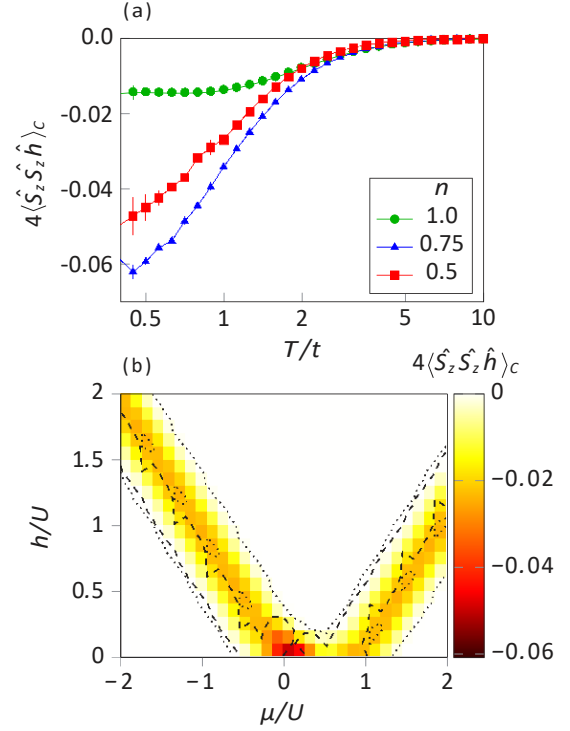 (a)
0.0
-0.02
-0.04
-0.06
4⟨Ŝz Ŝz ĥ⟩C
n
1.0
0.75
0.5
0.5 1 2 5 10
T/t
(b)
4⟨Ŝz Ŝz ĥ⟩C
2
1.5
1
0.5
0
h/U
−2 −1 0 1 2
μ/U
0
−0.02
−0.04
−0.06